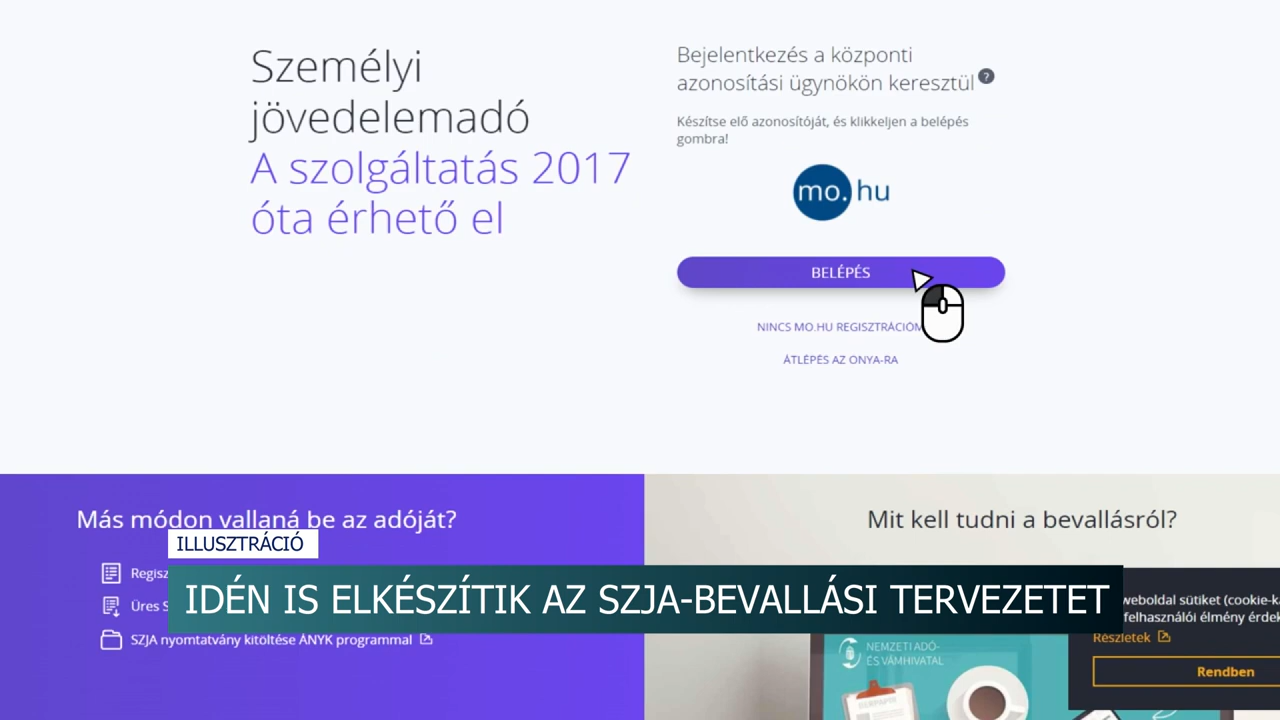 Személyi
jövedelemadó
A szolgáltatás 2017
óta érhető el
Bejelentkezés a központi
azonosítási ügynökön keresztül
?
Készítse elő azonosítóját, és klikkeljen a belépés
gombra!
mo.hu
BELÉPÉS
NINCS MO.HU REGISZTRÁCIÓM
ÁTLÉPÉS AZ ONYA-RA
Más módon vallaná be az adóját?
SZJA nyomtatvány kitöltése ÁNYK programmal
Mit kell tudni a bevallásról?
ILLUSZTRÁCIÓ
IDÉN IS ELKÉSZÍTIK AZ SZJA-BEVALLÁSI TERVEZETET
NEMZETI ADÓ-
ÉS VÁMHIVATAL
weboldal sütiket (cookie-k
felhasználói élmény érdek
Részletek
Rendben